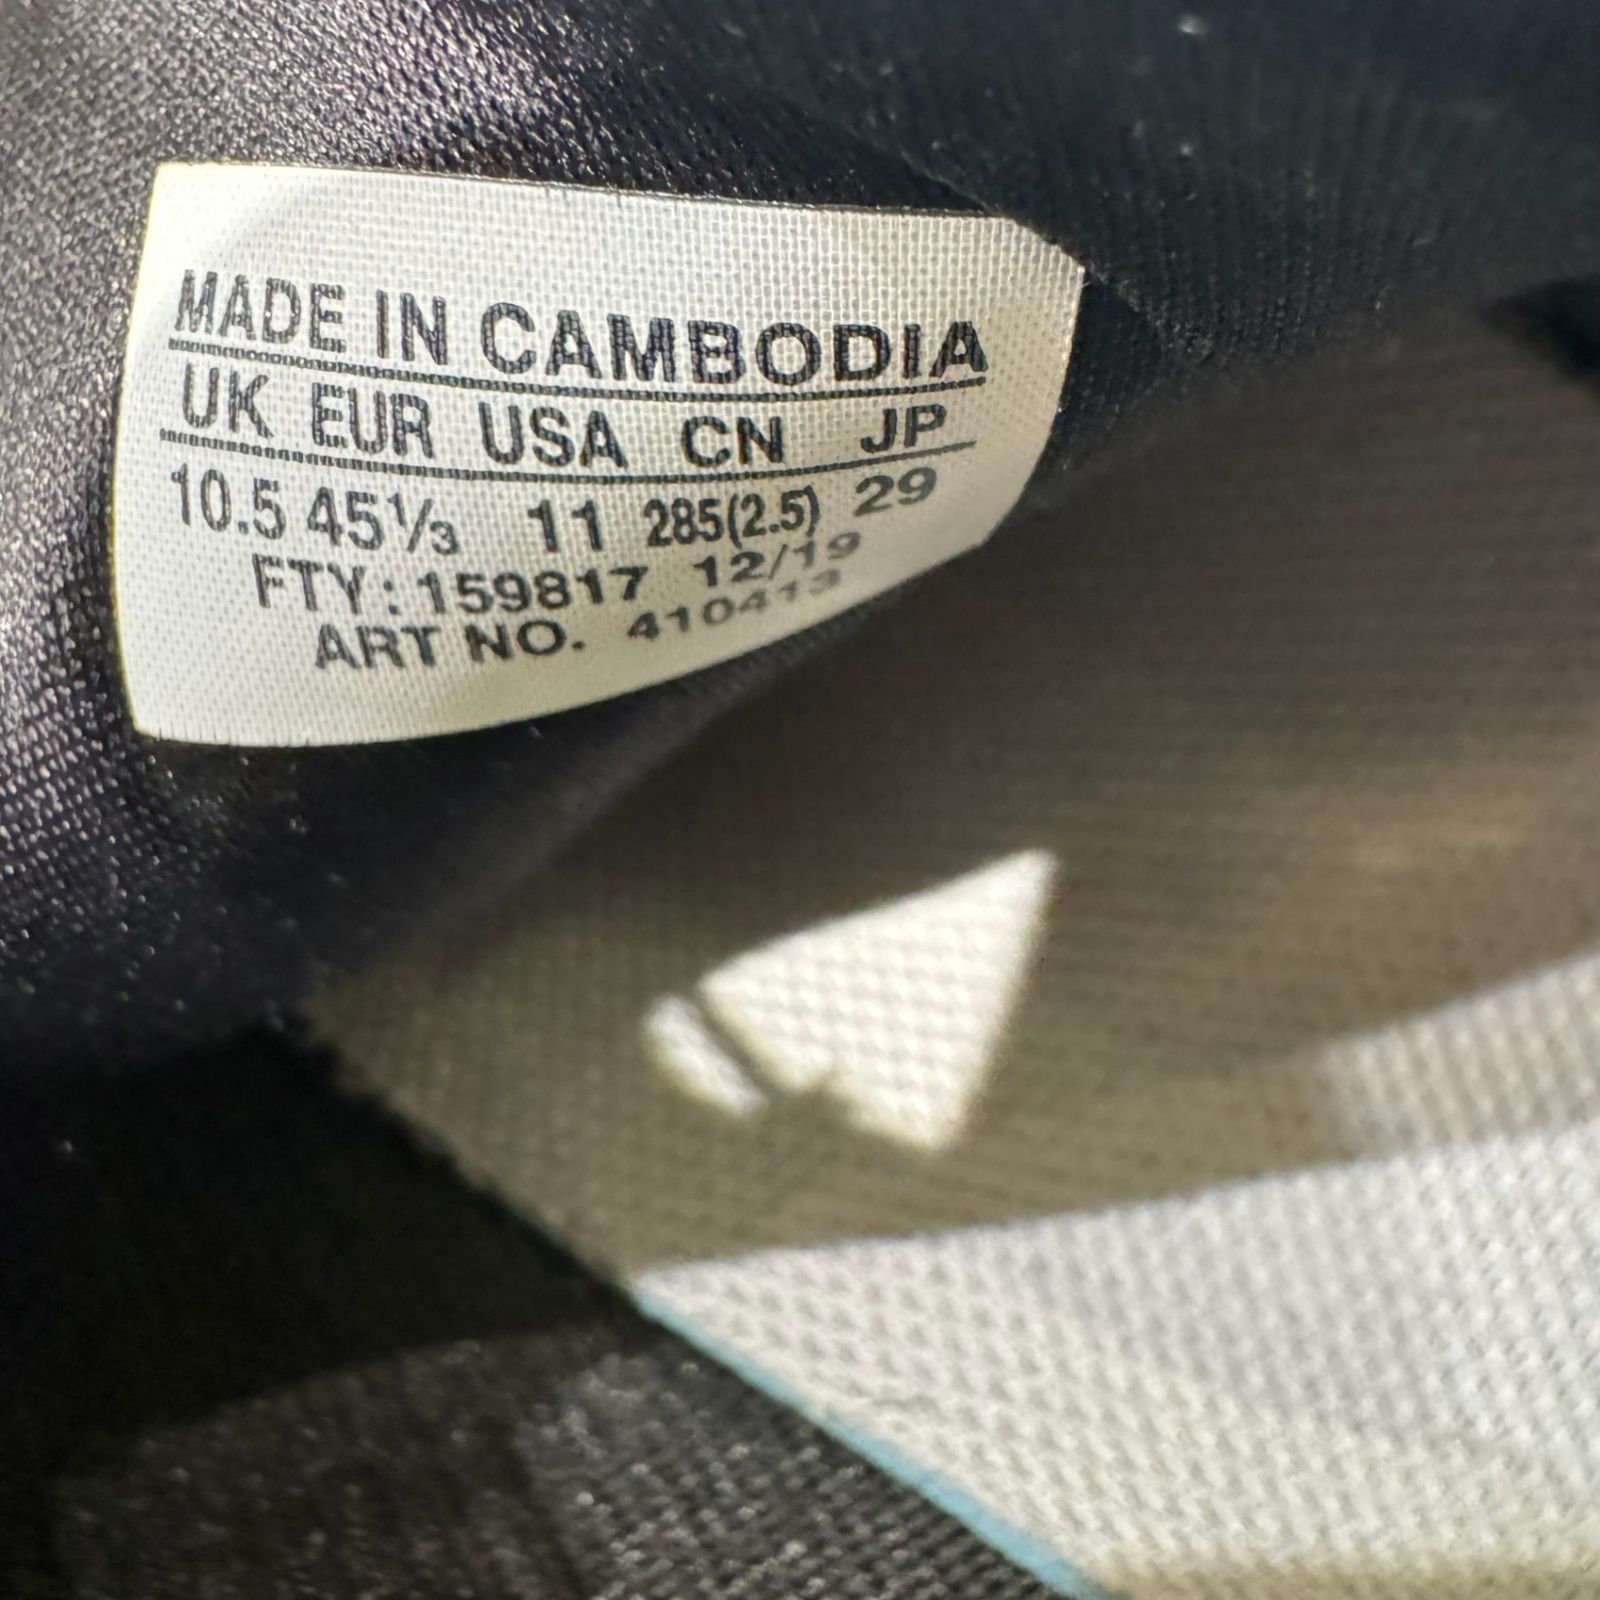 MADE IN CAMBODIA
UK EUR USA CN JP
10.5 45⅓ 11 285(2.5) 29
FTY: 159817 12/19
ART NO. 410413